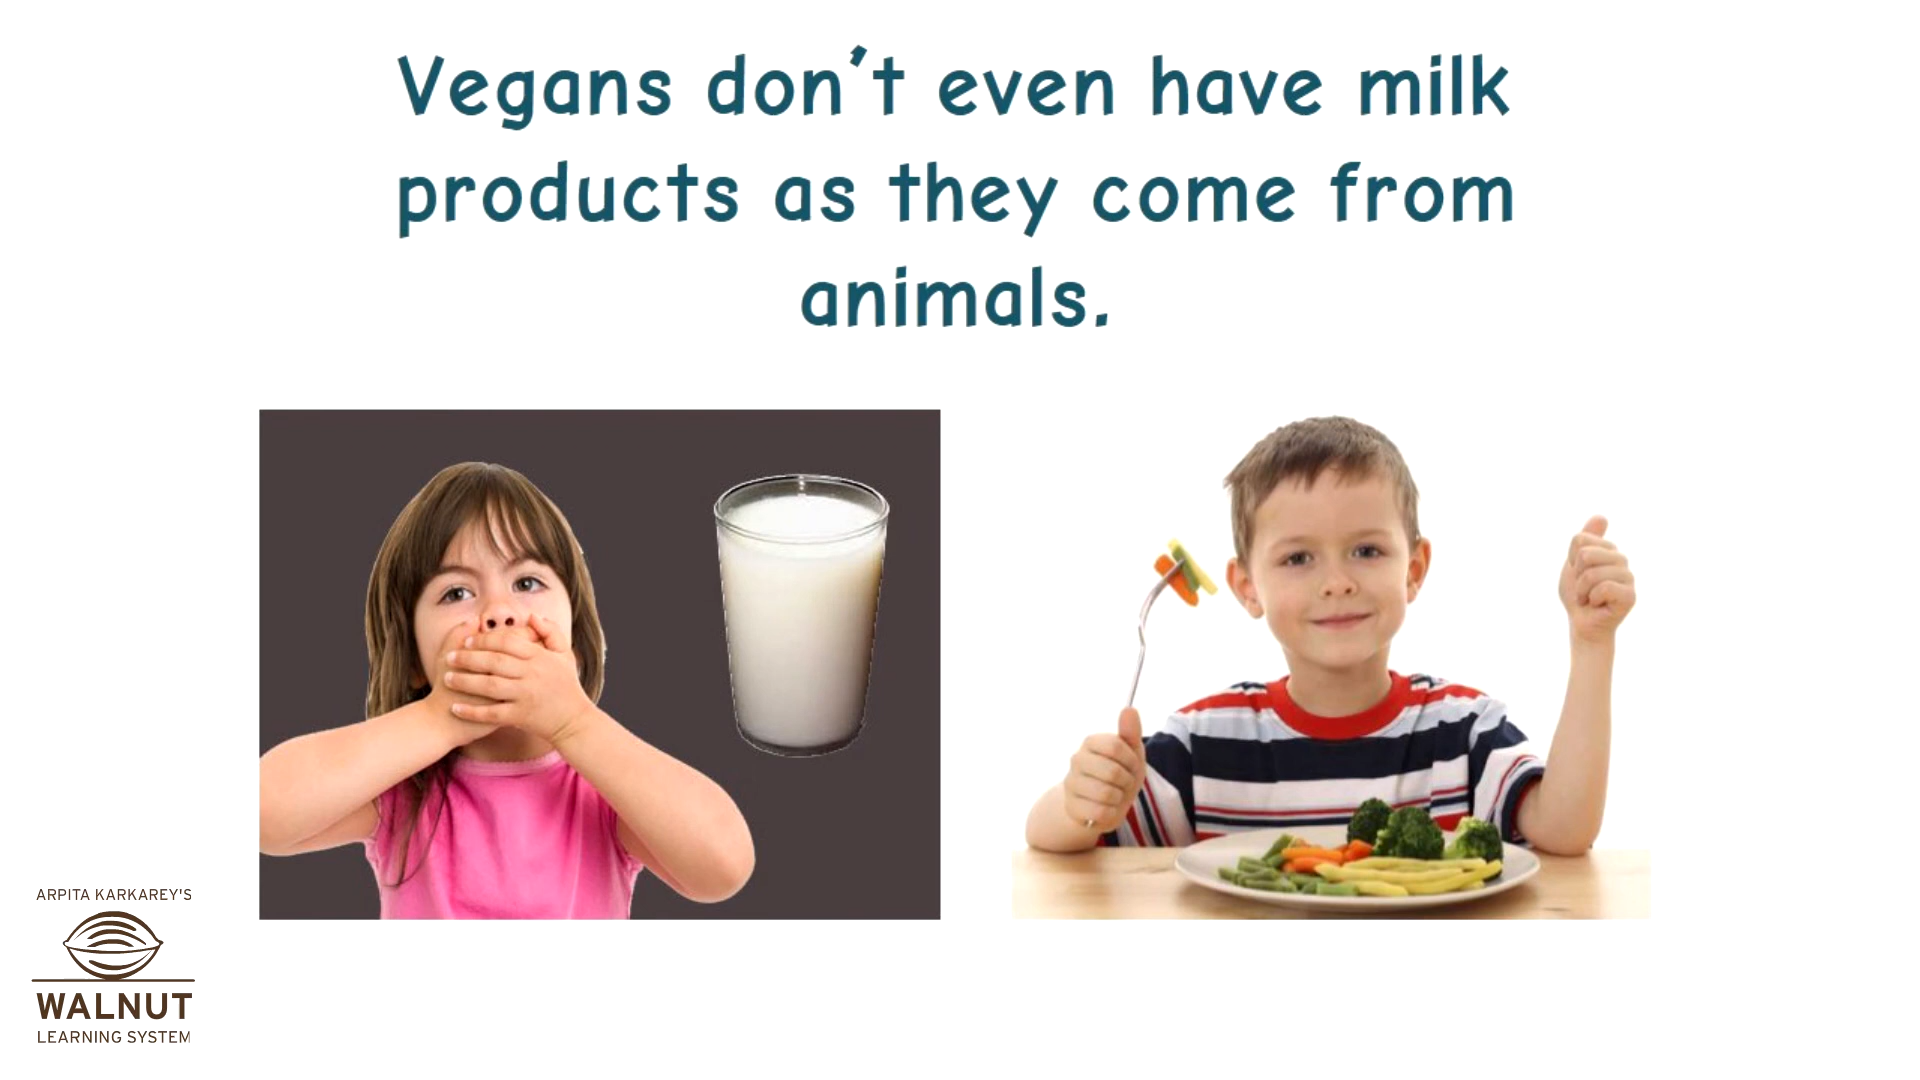 Vegans don't even have milk
products as they come from
animals.
ARPITA KARKAREY'S
WALNUT
LEARNING SYSTEM